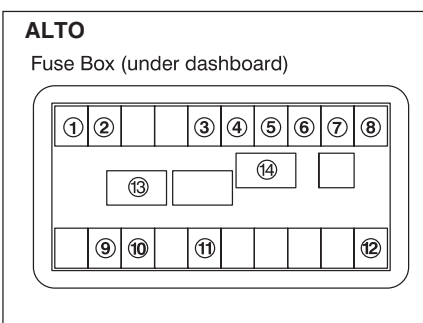 ALTO
Fuse Box (under dashboard)
① ② ③ ④ ⑤ ⑥ ⑦ ⑧
⑬ ⑭
⑨ ⑩ ⑪ ⑫